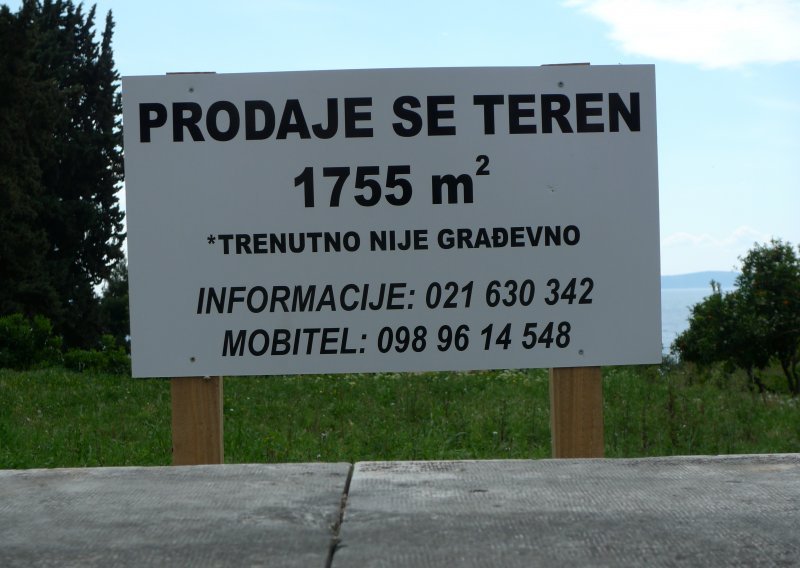 PRODAJE SE TEREN
1755 m²
*TRENUTNO NIJE GRAĐEVNO
INFORMACIJE: 021 630 342
MOBITEL: 098 96 14 548